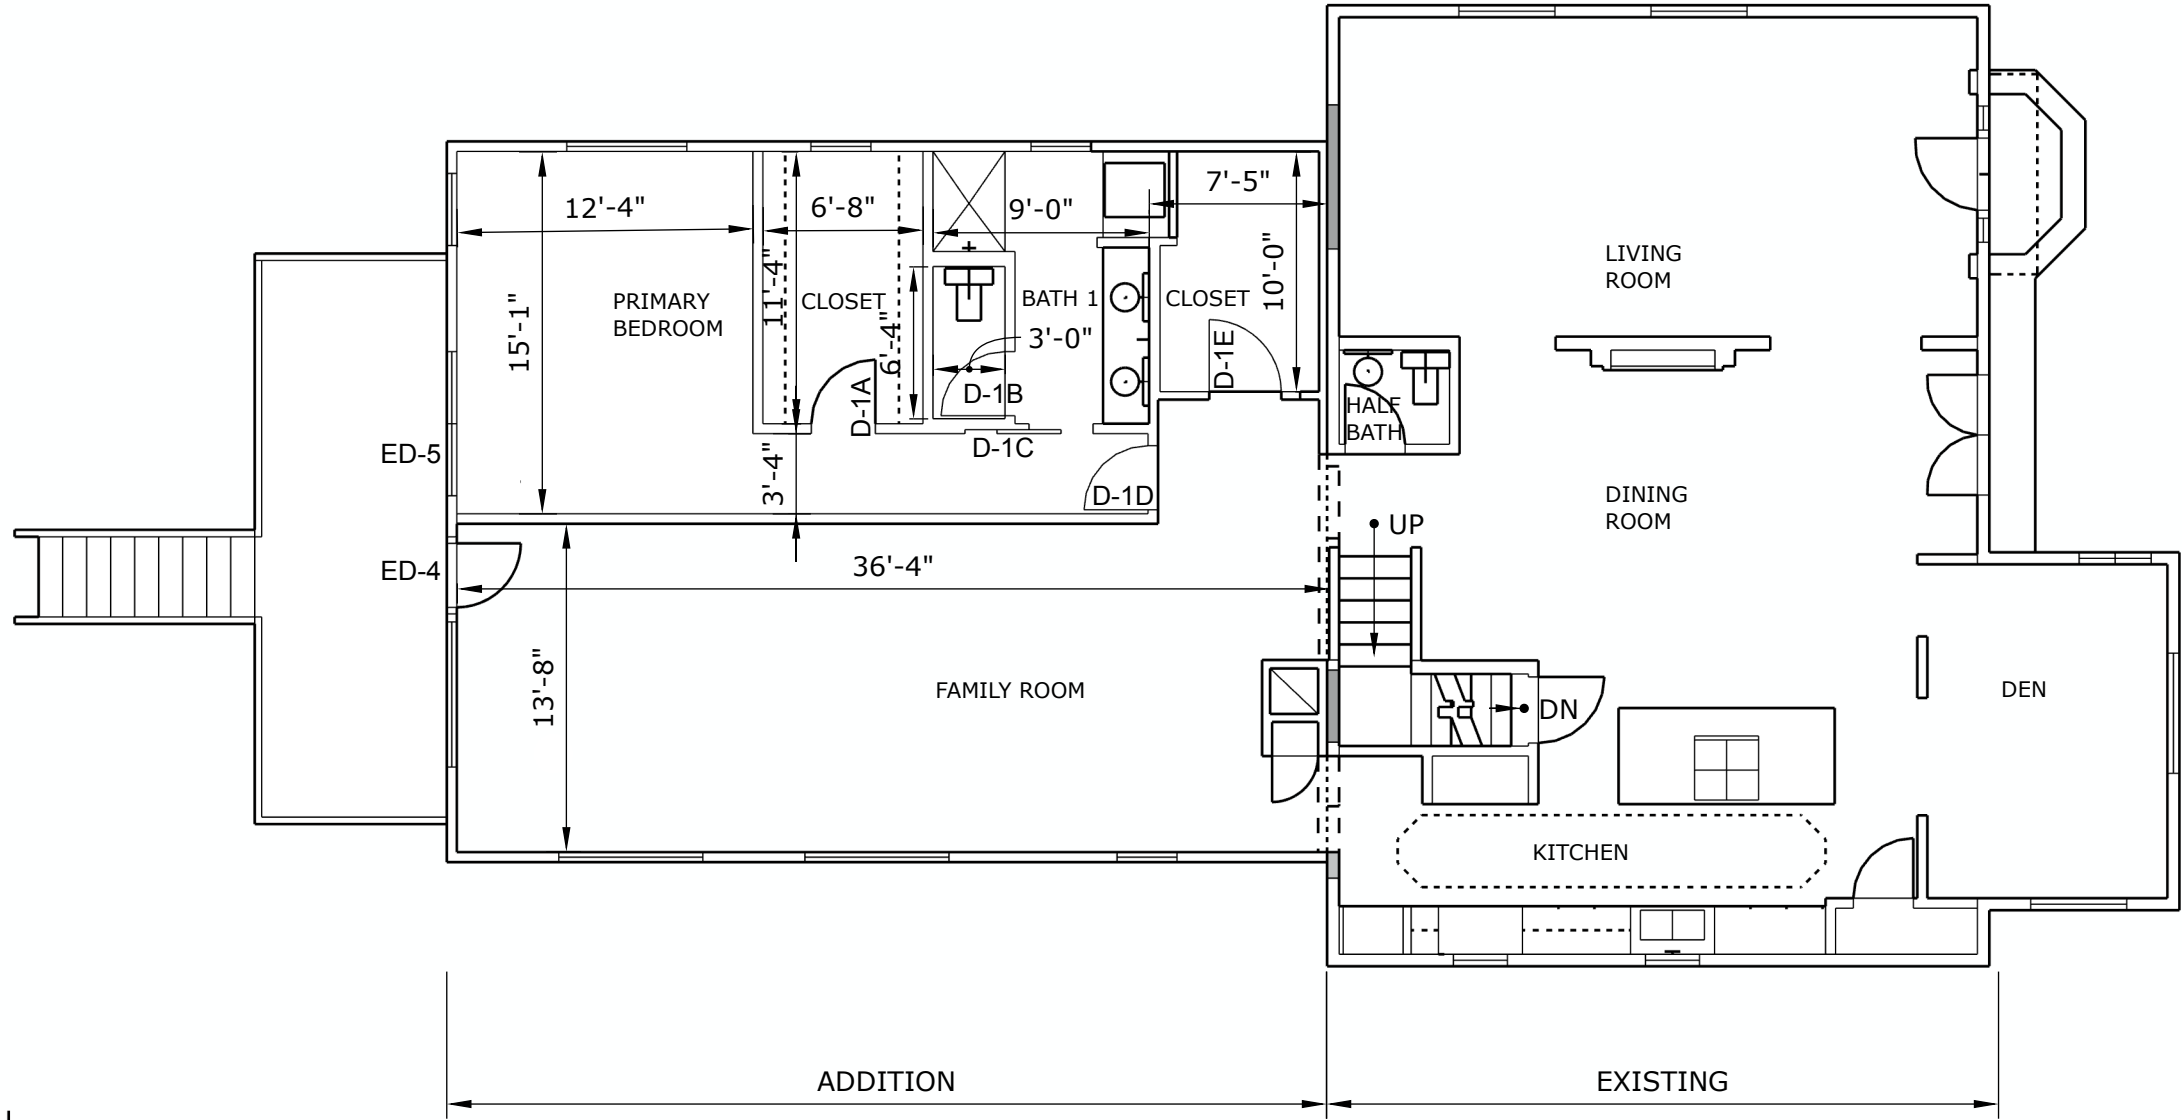 12'-4"
6'-8"
9'-0"
7'-5"
15'-1"
11'-4"
10'-0"
PRIMARY
BEDROOM
CLOSET
BATH 1
CLOSET
LIVING
ROOM
6'-4"
3'-0"
D-1A
D-1B
D-1E
HALF
BATH
ED-5
D-1C
3'-4"
D-1D
DINING
ROOM
UP
ED-4
36'-4"
13'-8"
FAMILY ROOM
DN
DEN
KITCHEN
ADDITION
EXISTING